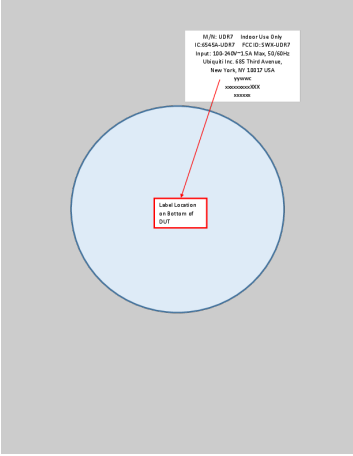 M/N: UDR7 Indoor Use Only
IC:6545A-UDR7 FCC ID: SWX-UDR7
Input: 100-240V~1.5A Max, 50/60Hz
Ubiquiti Inc. 685 Third Avenue,
New York, NY 10017 USA
yywwc
xxxxxxxxxXXX
xxxxxx
Label Location
on Bottom of
DUT